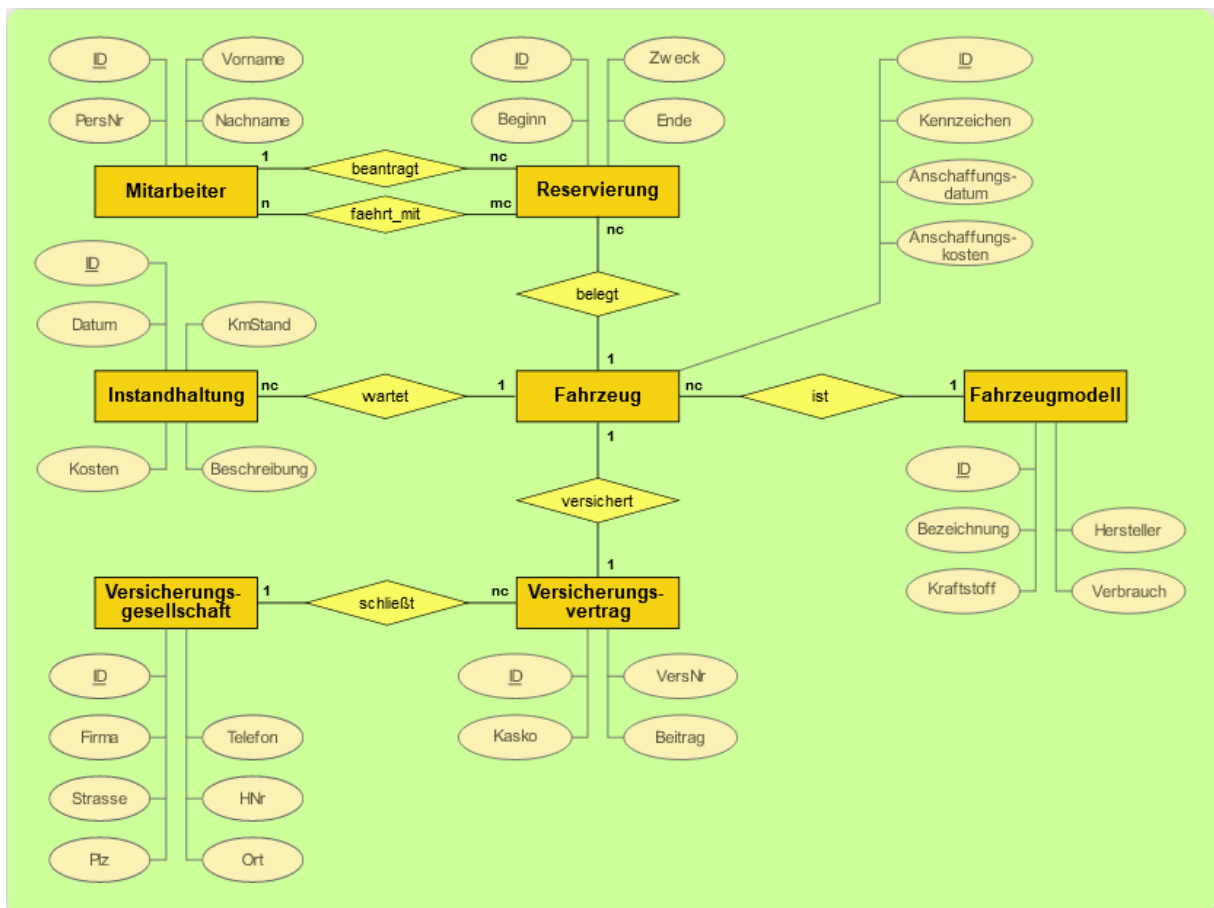 ID
Vorname
PersNr
Nachname
Mitarbeiter
1
beantragt
nc
n
faehrt_mit
mc
ID
Zweck
Beginn
Ende
Reservierung
nc
belegt
1
ID
Kennzeichen
Anschaffungs-
datum
Anschaffungs-
kosten
ID
Datum
KmStand
Instandhaltung
nc
wartet
1
Fahrzeug
nc
ist
1
Fahrzeugmodell
Kosten
Beschreibung
1
versichert
1
ID
Bezeichnung
Hersteller
Kraftstoff
Verbrauch
Versicherungs-
gesellschaft
1
schließt
nc
Versicherungs-
vertrag
ID
Firma
Telefon
Strasse
HNr
Plz
Ort
ID
VersNr
Kasko
Beitrag